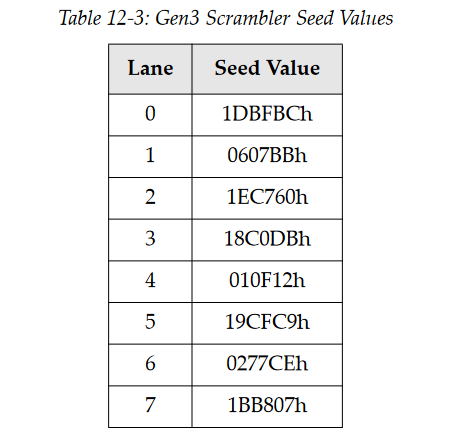 Table 12-3: Gen3 Scrambler Seed Values
Lane Seed Value
0 1DBFBCh
1 0607BBh
2 1EC760h
3 18C0DBh
4 010F12h
5 19CFC9h
6 0277CEh
7 1BB807h